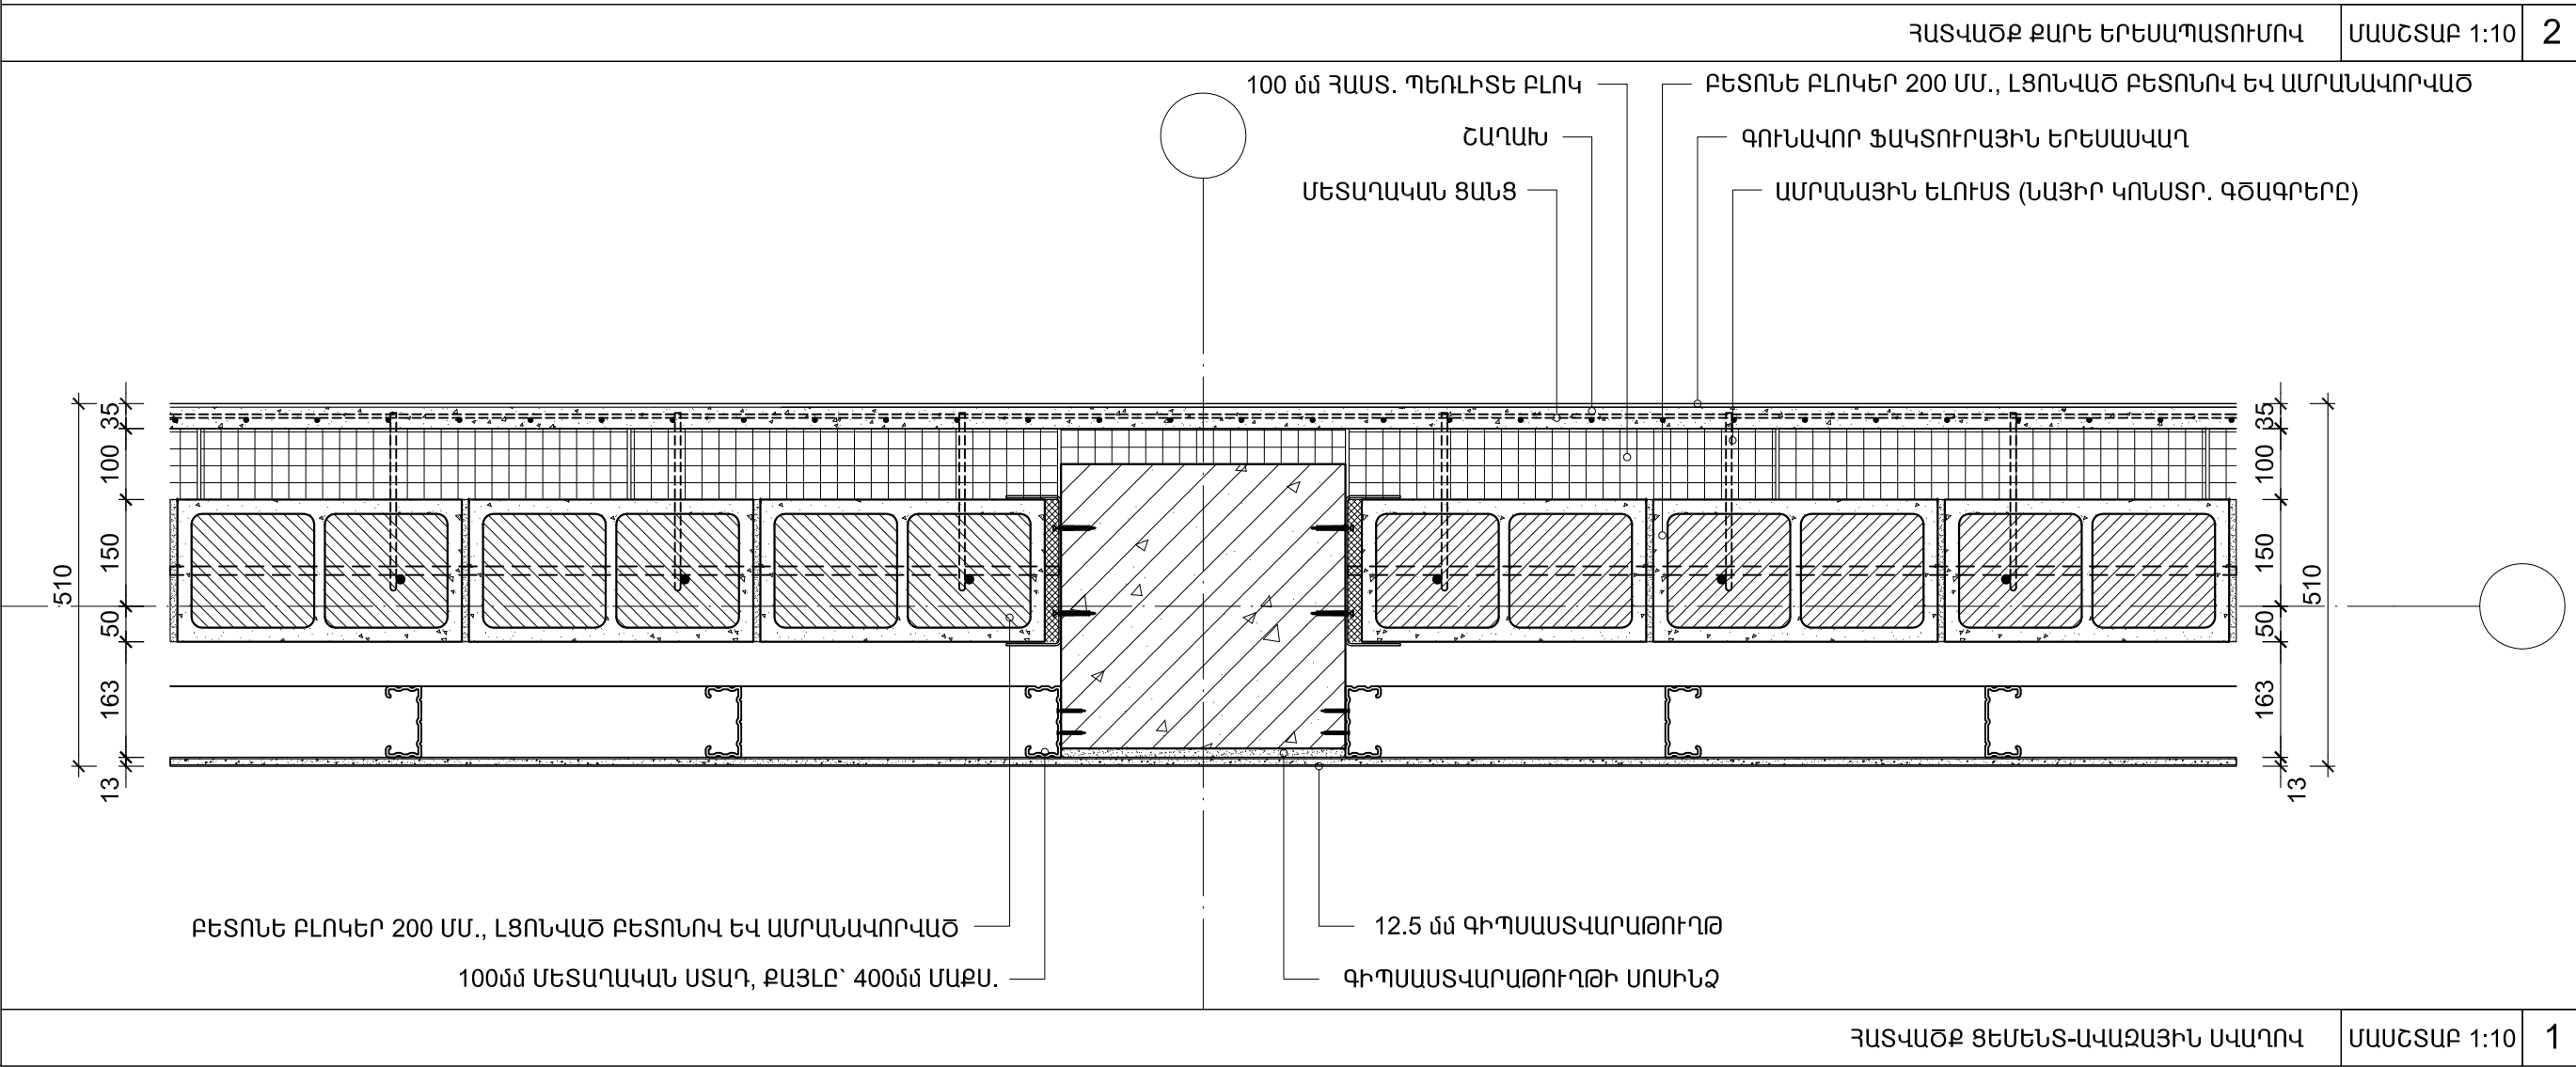 ՀԱՏՎԱԾՔ ՔԱՐԵ ԵՐԵՍԱՊԱՏՈՒՄՈՎ ՄԱՍՇՏԱԲ 1:10 2
100 մմ ՀԱՍՏ. ՊԵՌԼԻՏԵ ԲԼՈԿ
ԲԵՏՈՆԵ ԲԼՈԿԵՐ 200 ՄՄ., ԼՑՈՆՎԱԾ ԲԵՏՈՆՈՎ ԵՎ ԱՄՐԱՆԱՎՈՐՎԱԾ
ՇԱՂԱԽ
ԳՈՒՆԱՎՈՐ ՖԱԿՏՈՒՐԱՅԻՆ ԵՐԵՍԱՍՎԱՂ
ՄԵՏԱՂԱԿԱՆ ՑԱՆՑ
ԱՄՐԱՆԱՅԻՆ ԵԼՈՒՍՏ (ՆԱՅԻՐ ԿՈՆՍՏՐ. ԳԾԱԳՐԵՐԸ)
510
35
100
150
50
163
13
35
100
150
50
163
13
510
ԲԵՏՈՆԵ ԲԼՈԿԵՐ 200 ՄՄ., ԼՑՈՆՎԱԾ ԲԵՏՈՆՈՎ ԵՎ ԱՄՐԱՆԱՎՈՐՎԱԾ
12.5 մմ ԳԻՊՍԱՍՏՎԱՐԱԹՈՒՂԹ
100մմ ՄԵՏԱՂԱԿԱՆ ՍՏԱԴ, ՔԱՅԼԸ՝ 400մմ ՄԱՔՍ.
ԳԻՊՍԱՍՏՎԱՐԱԹՈՒՂԹԻ ՍՈՍԻՆՁ
ՀԱՏՎԱԾՔ ՑԵՄԵՆՏ-ԱՎԱԶԱՅԻՆ ՍՎԱՂՈՎ ՄԱՍՇՏԱԲ 1:10 1